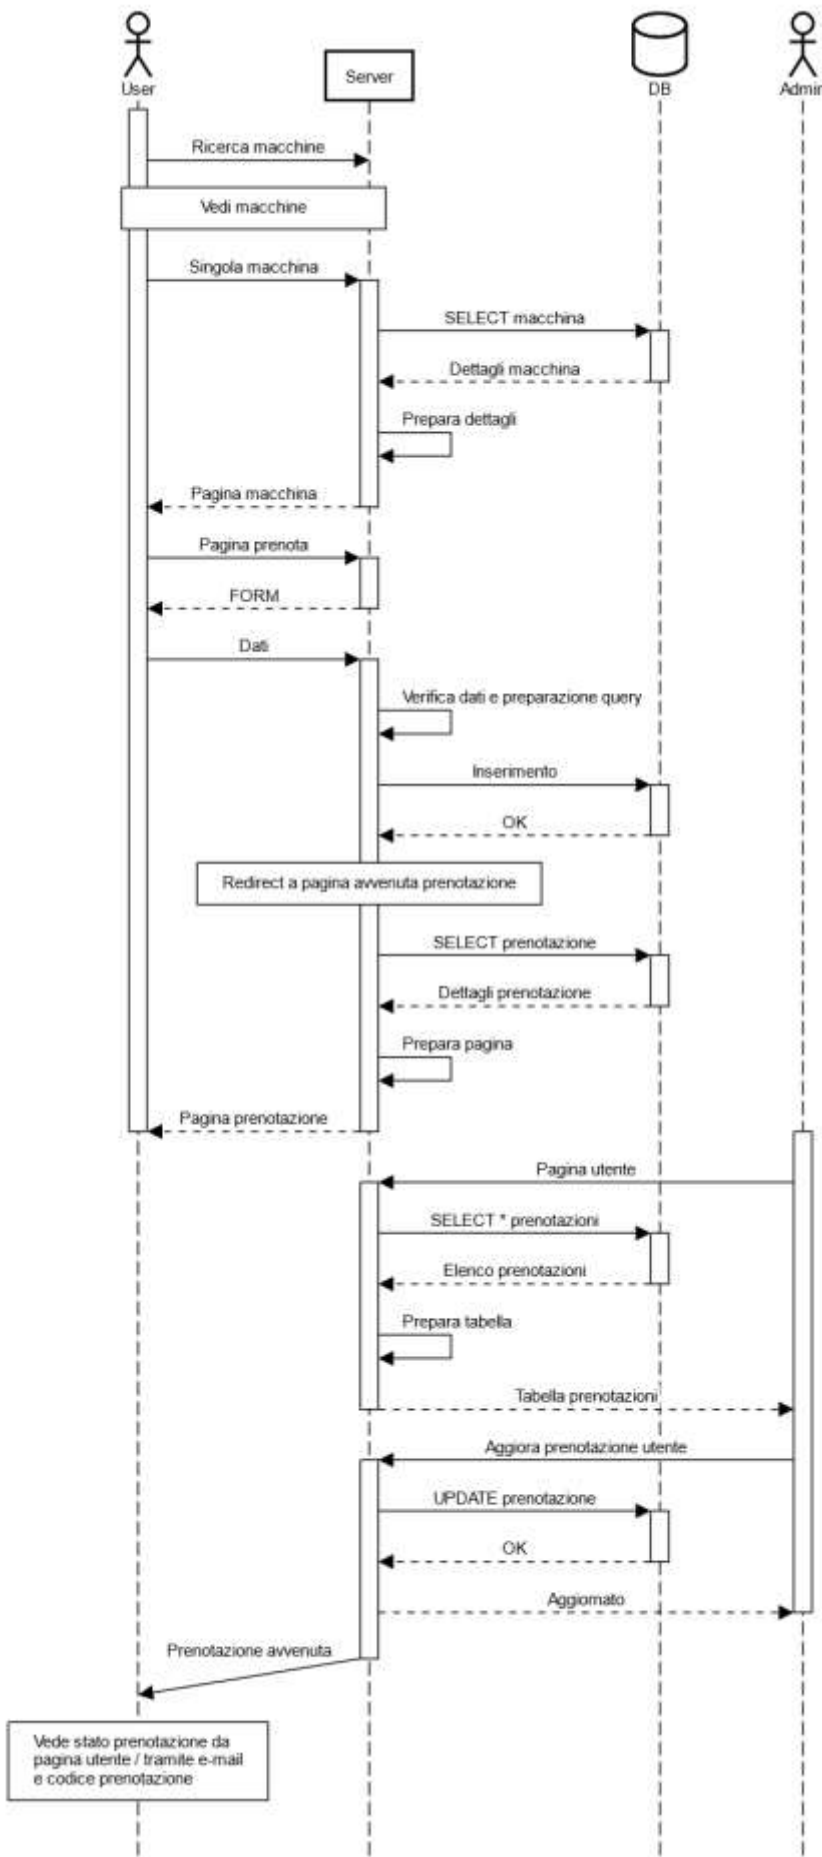 User
Server
DB
Admin
Ricerca macchine
Vedi macchine
Singola macchina
SELECT macchina
Dettagli macchina
Prepara dettagli
Pagina macchina
Pagina prenota
FORM
Dati
Verifica dati e preparazione query
Inserimento
OK
Redirect a pagina avvenuta prenotazione
SELECT prenotazione
Dettagli prenotazione
Prepara pagina
Pagina prenotazione
Pagina utente
SELECT * prenotazioni
Elenco prenotazioni
Prepara tabella
Tabella prenotazioni
Aggiora prenotazione utente
UPDATE prenotazione
OK
Aggiornato
Prenotazione avvenuta
Vede stato prenotazione da
pagina utente / tramite e-mail
e codice prenotazione